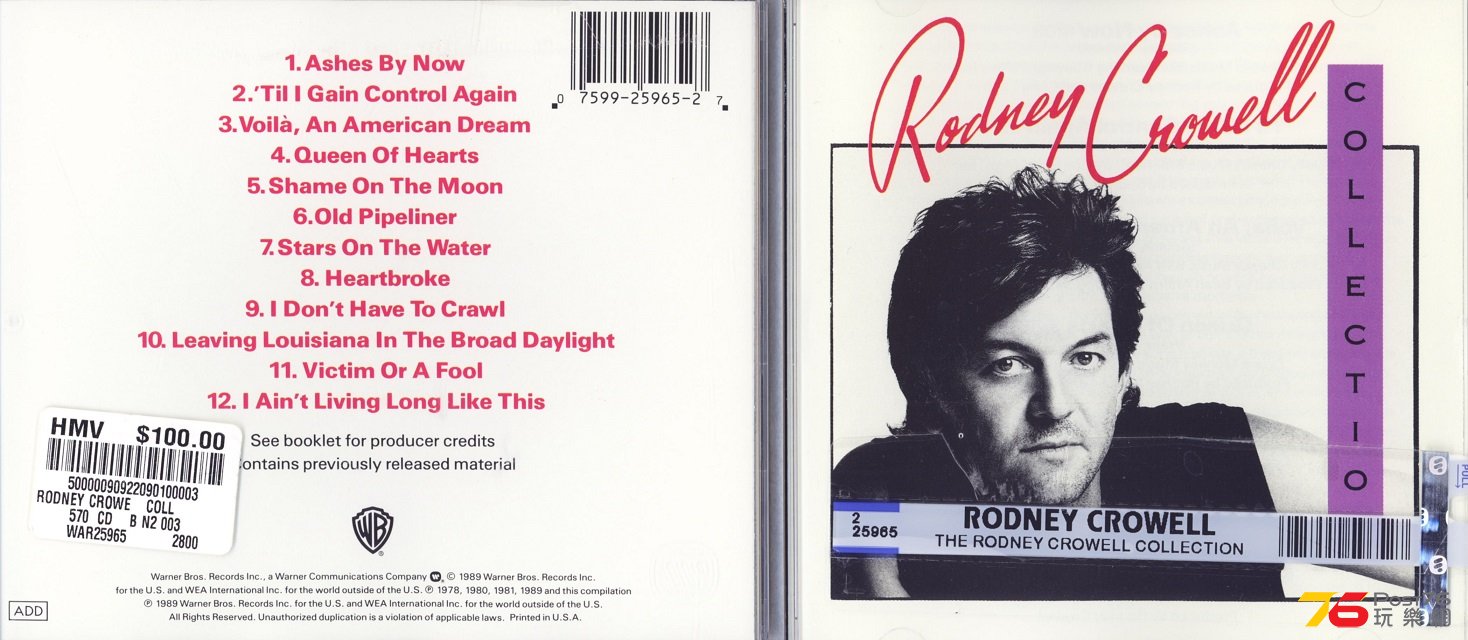 1. Ashes By Now
2.'Til I Gain Control Again
3. Voilà, An American Dream
4. Queen Of Hearts
5. Shame On The Moon
6. Old Pipeliner
7. Stars On The Water
8. Heartbroke
9. I Don't Have To Crawl
10. Leaving Louisiana In The Broad Daylight
11. Victim Or A Fool
12. I Ain't Living Long Like This
0 7599-25965-2 7
HMV $100.00
50000090922090100003
RODNEY CROWE COLL
570 CD B N2 003
WAR25965 2800
See booklet for producer credits
ontains previously released material
WB
Warner Bros. Records Inc., a Warner Communications Company © 1989 Warner Bros. Records Inc.
for the U.S. and WEA International Inc. for the world outside of the U.S. ℗ 1978, 1980, 1981, 1989 and this compilation
℗ 1989 Warner Bros. Records Inc. for the U.S. and WEA International Inc. for the world outside of the U.S.
All Rights Reserved. Unauthorized duplication is a violation of applicable laws. Printed in U.S.A.
ADD
Rodney Crowell
COLLECTIO
2
25965
RODNEY CROWELL
THE RODNEY CROWELL COLLECTION
PULL
76
玩樂